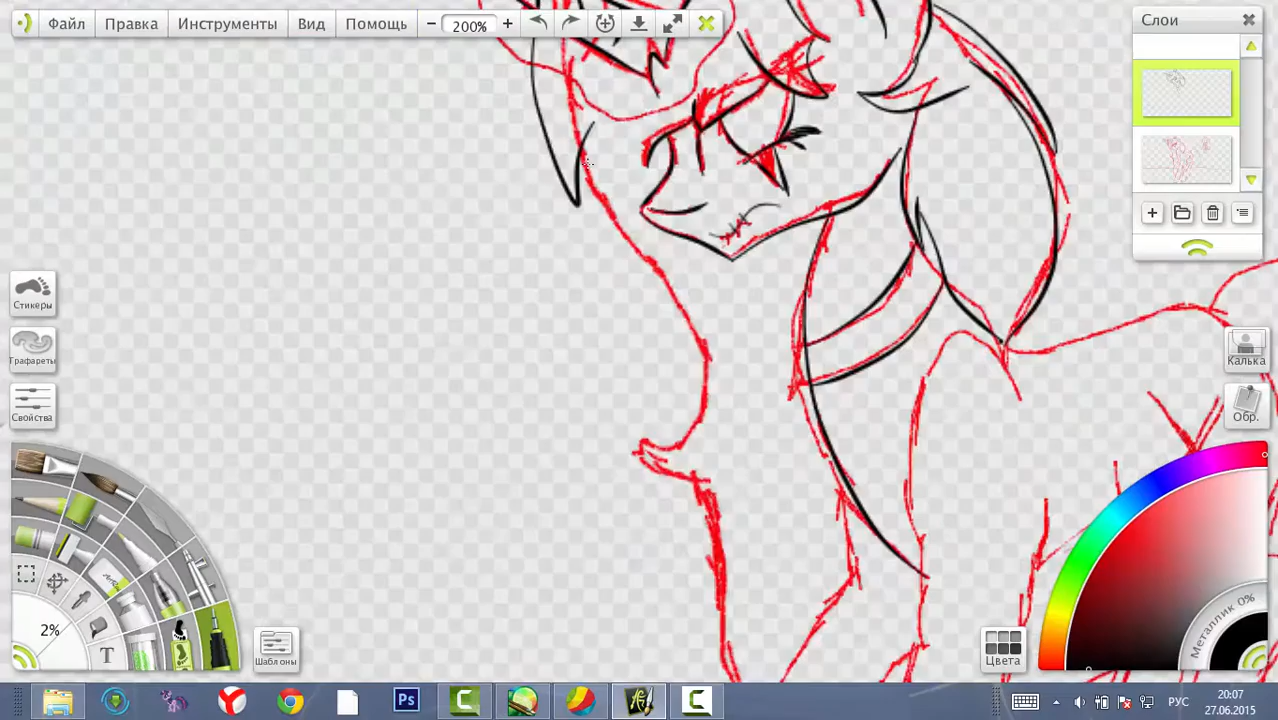 Файл Правка Инструменты Вид Помощь − 200% +
Слои
Стикеры
Графареты
Свойства
Калька
Обр.
2%
T
Шаблоны
Металлик 0%
Цвета
Ps
РУС
20:07
27.06.2015